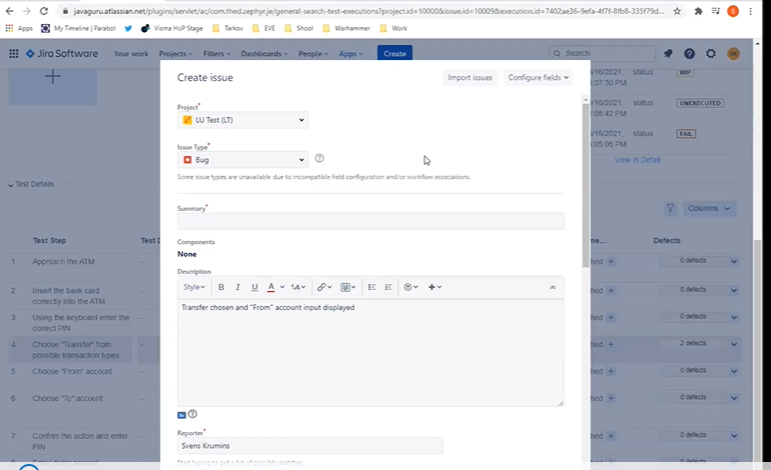 javaguru.atlassian.net/plugins/servlet/ac/com.thed.zephyr.je/general-search-test-executions?project.id=10000&issue.id=10009&execution.id=7402ae36-9efa-4f7f-8fb8-335f79d...
Apps My Timeline | Parabol Visma HoP Stage Tarkov EVE Shool Warhammer Work
Jira Software Your work Projects Filters Dashboards People Apps Create Search
Create issue Import issues Configure fields
/16/2021, status WIP
:07:30 PM
Project*
LU Test (LT)
/16/2021, status UNEXECUTED
:05:42 PM
/16/2021, status FAIL
:05:05 PM
Issue Type*
Bug
View in Detail
Some issue types are unavailable due to incompatible field configuration and/or workflow associations.
Test Details
Summary*
Columns
Components
None
Test Step Test D Defects
Description
Style B I U A
1 Approach the ATM - 0 defects
2 Insert the bank card correctly into the ATM - 0 defects
3 Using the keyboard enter the correct PIN - 0 defects
4 Choose "Transfer" from possible transaction types - 2 defects
5 Choose "From" account - 0 defects
6 Choose "To" account - 0 defects
7 Confirm the action and enter PIN - 0 defects
Transfer chosen and "From" account input displayed
Reporter*
Svens Krumins
Start typing to get a list of possible matches.